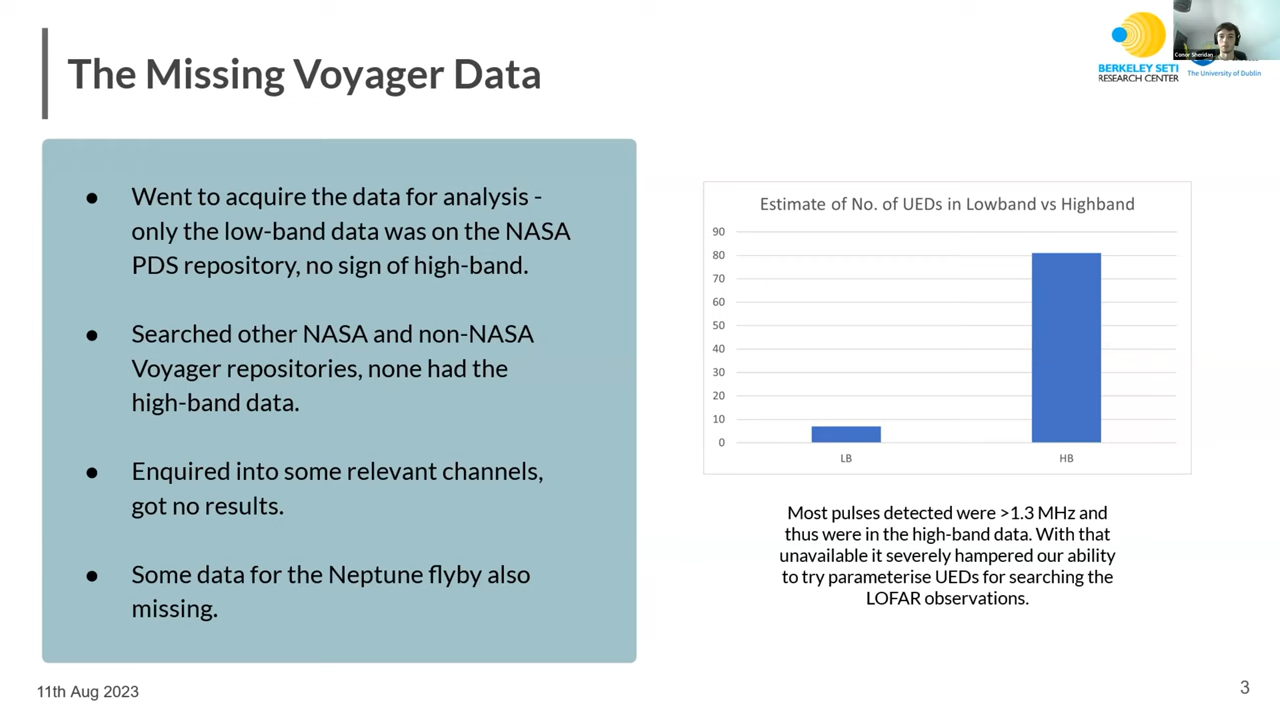 The Missing Voyager Data
BERKELEY SETI
RESEARCH CENTER
Conor Sheridan
The University of Dublin
● Went to acquire the data for analysis -
only the low-band data was on the NASA
PDS repository, no sign of high-band.
● Searched other NASA and non-NASA
Voyager repositories, none had the
high-band data.
● Enquired into some relevant channels,
got no results.
● Some data for the Neptune flyby also
missing.
Estimate of No. of UEDs in Lowband vs Highband
90
80
70
60
50
40
30
20
10
0
LB HB
Most pulses detected were >1.3 MHz and
thus were in the high-band data. With that
unavailable it severely hampered our ability
to try parameterise UEDs for searching the
LOFAR observations.
11th Aug 2023
3